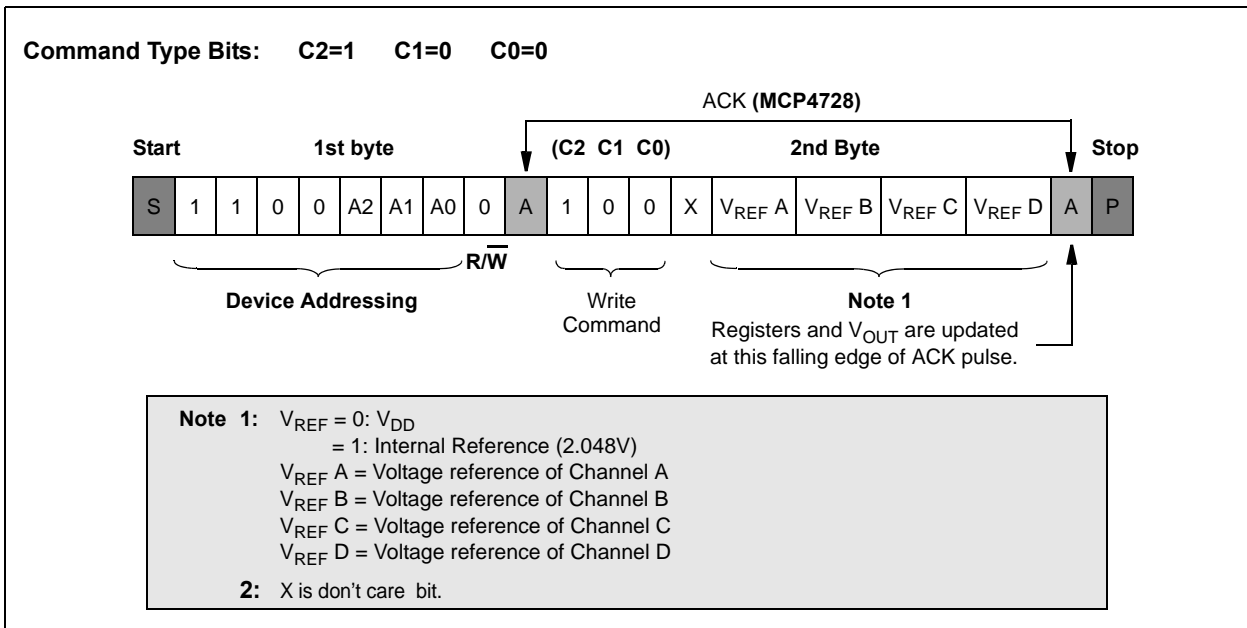 Command Type Bits: C2=1 C1=0 C0=0
ACK (MCP4728)
Start 1st byte (C2 C1 C0) 2nd Byte Stop
S 1 1 0 0 A2 A1 A0 0 A 1 0 0 X VREF A VREF B VREF C VREF D A P
R/W
Device Addressing Write Note 1
Command Registers and VOUT are updated
at this falling edge of ACK pulse.
Note 1: VREF = 0: VDD
= 1: Internal Reference (2.048V)
VREF A = Voltage reference of Channel A
VREF B = Voltage reference of Channel B
VREF C = Voltage reference of Channel C
VREF D = Voltage reference of Channel D
2: X is don't care bit.